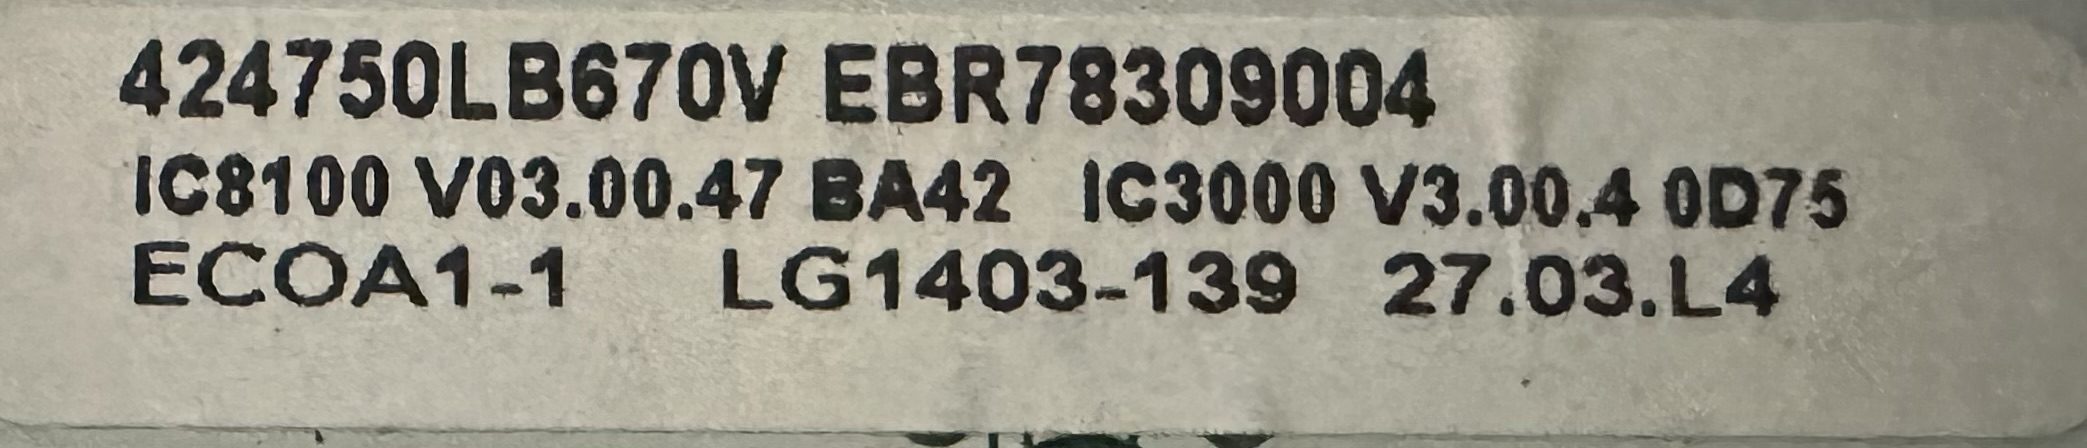 424750LB670V EBR78309004
IC8100 V03.00.47 BA42 IC3000 V3.00.4 0D75
ECOA1-1 LG1403-139 27.03.L4